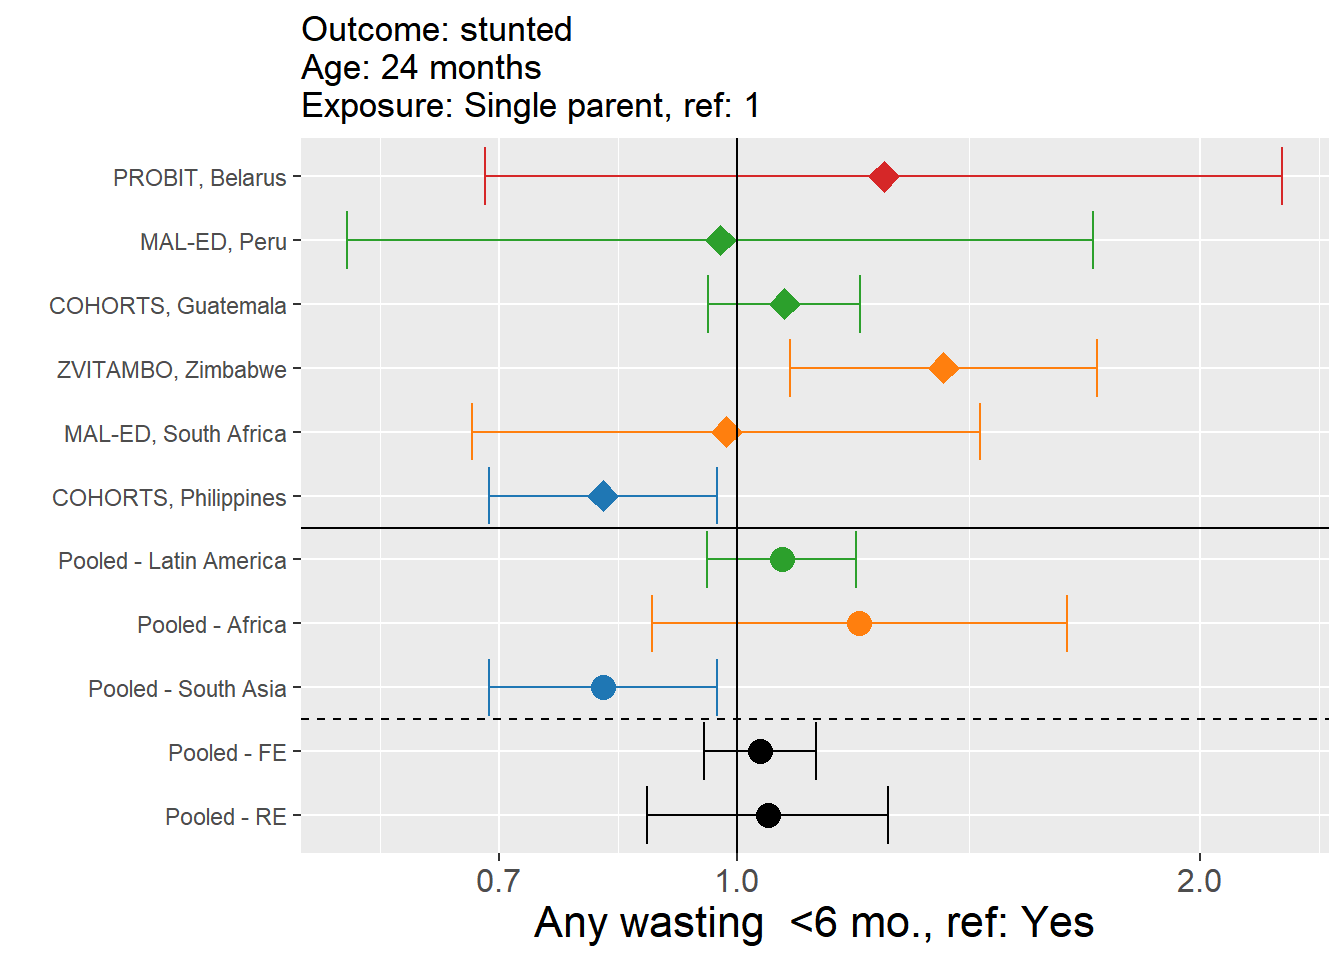 Outcome: stunted
Age: 24 months
Exposure: Single parent, ref: 1
PROBIT, Belarus
MAL-ED, Peru
COHORTS, Guatemala
ZVITAMBO, Zimbabwe
MAL-ED, South Africa
COHORTS, Philippines
Pooled - Latin America
Pooled - Africa
Pooled - South Asia
Pooled - FE
Pooled - RE
0.7 1.0 2.0
Any wasting  <6 mo., ref: Yes